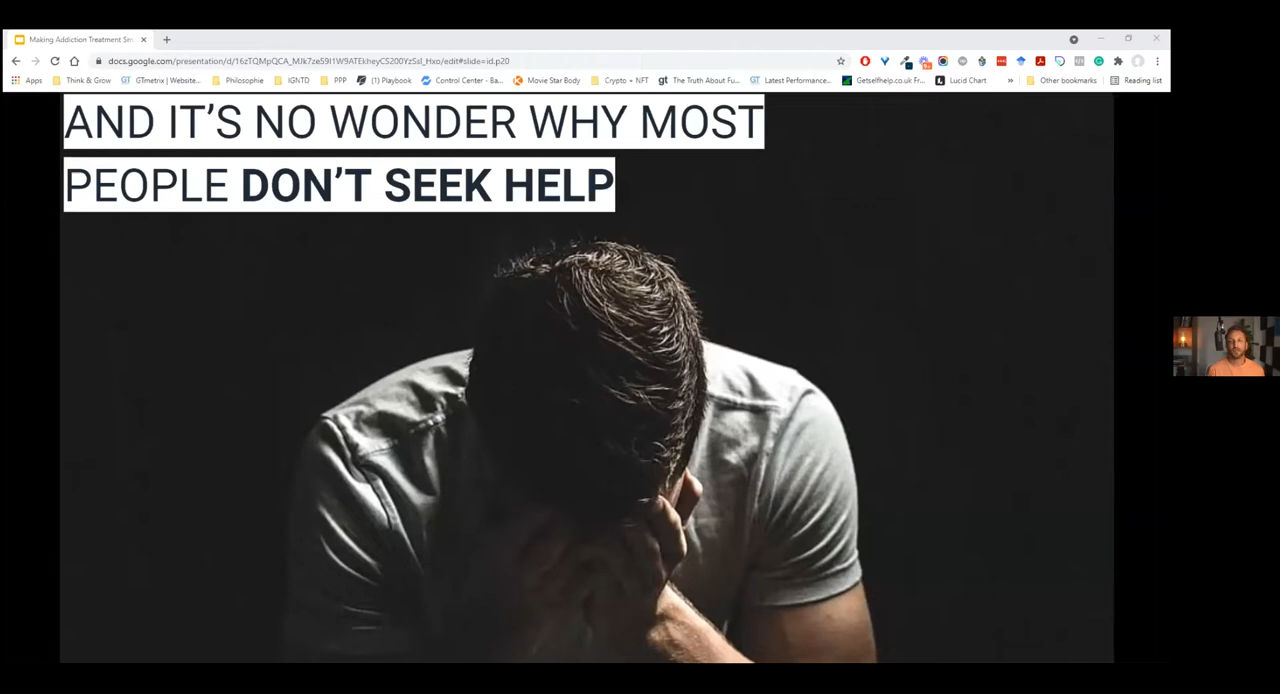 Making Addiction Treatment Sm
docs.google.com/presentation/d/16zTQMpQCA_MJk7ze59I1W9ATEkheyCS200YzSsl_Hxo/edit#slide=id.p20
Apps Think & Grow GTmetrix | Website... Philosophie IGNTD PPP (1) Playbook Control Center - Ba... Movie Star Body Crypto + NFT The Truth About Fu... Latest Performance... Getselfhelp.co.uk Fr... Lucid Chart » Other bookmarks Reading list
AND IT’S NO WONDER WHY MOST
PEOPLE DON’T SEEK HELP